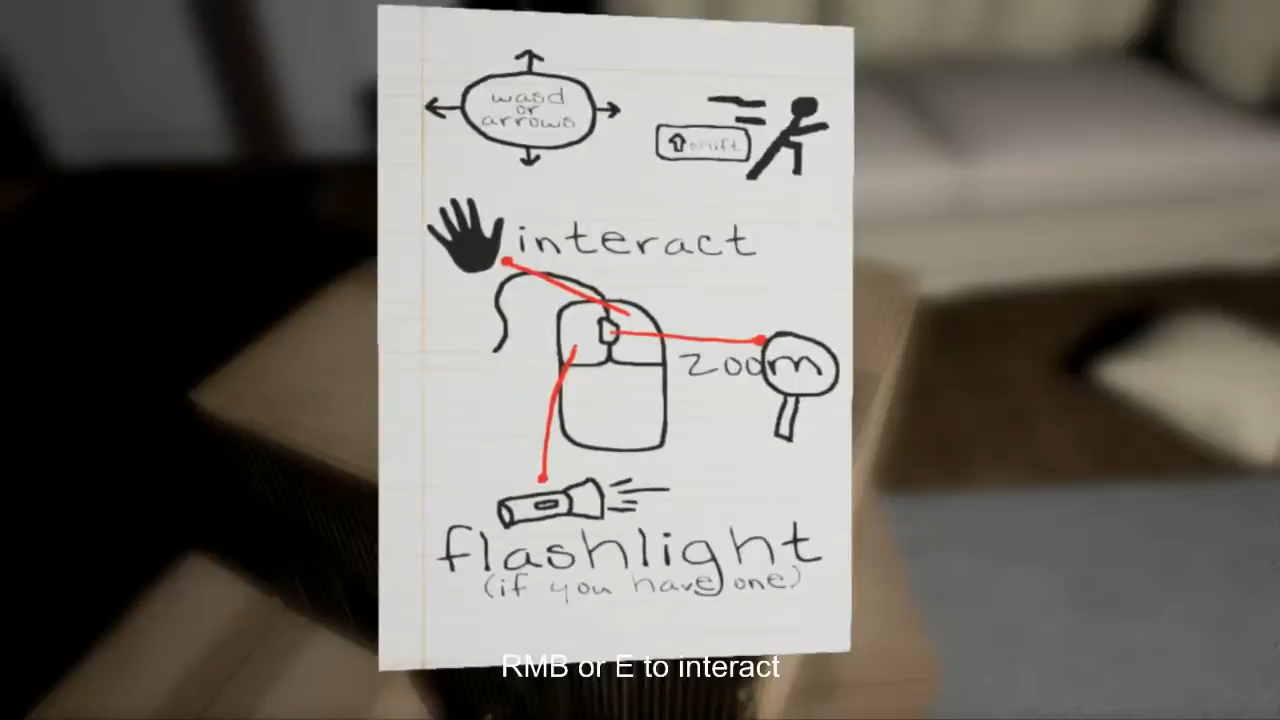 wasd
or
arrows
shift
interact
zoom
flashlight
(if you have one)
RMB or E to interact